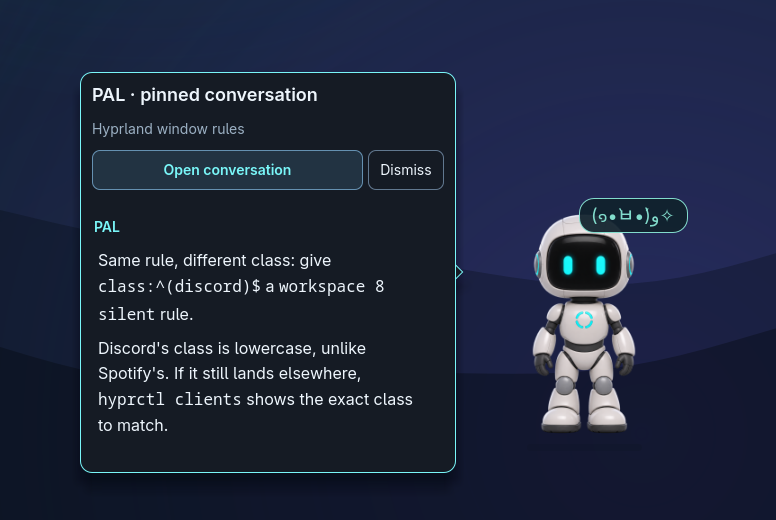 PAL · pinned conversation
Hyprland window rules
Open conversation
Dismiss
PAL
Same rule, different class: give
class:^(discord)$ a workspace 8
silent rule.
Discord's class is lowercase, unlike
Spotify's. If it still lands elsewhere,
hyprctl clients shows the exact class
to match.
(๑•̀ㅂ•́)و✧